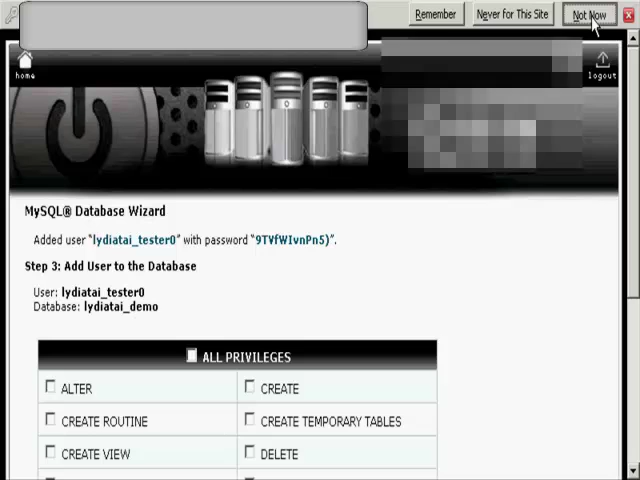 Remember
Never for This Site
Not Now
home
logout
MySQL® Database Wizard
Added user “lydiatai_tester0” with password “9TVfWIvnPn5)”.
Step 3: Add User to the Database
User: lydiatai_tester0
Database: lydiatai_demo
ALL PRIVILEGES
ALTER
CREATE
CREATE ROUTINE
CREATE TEMPORARY TABLES
CREATE VIEW
DELETE